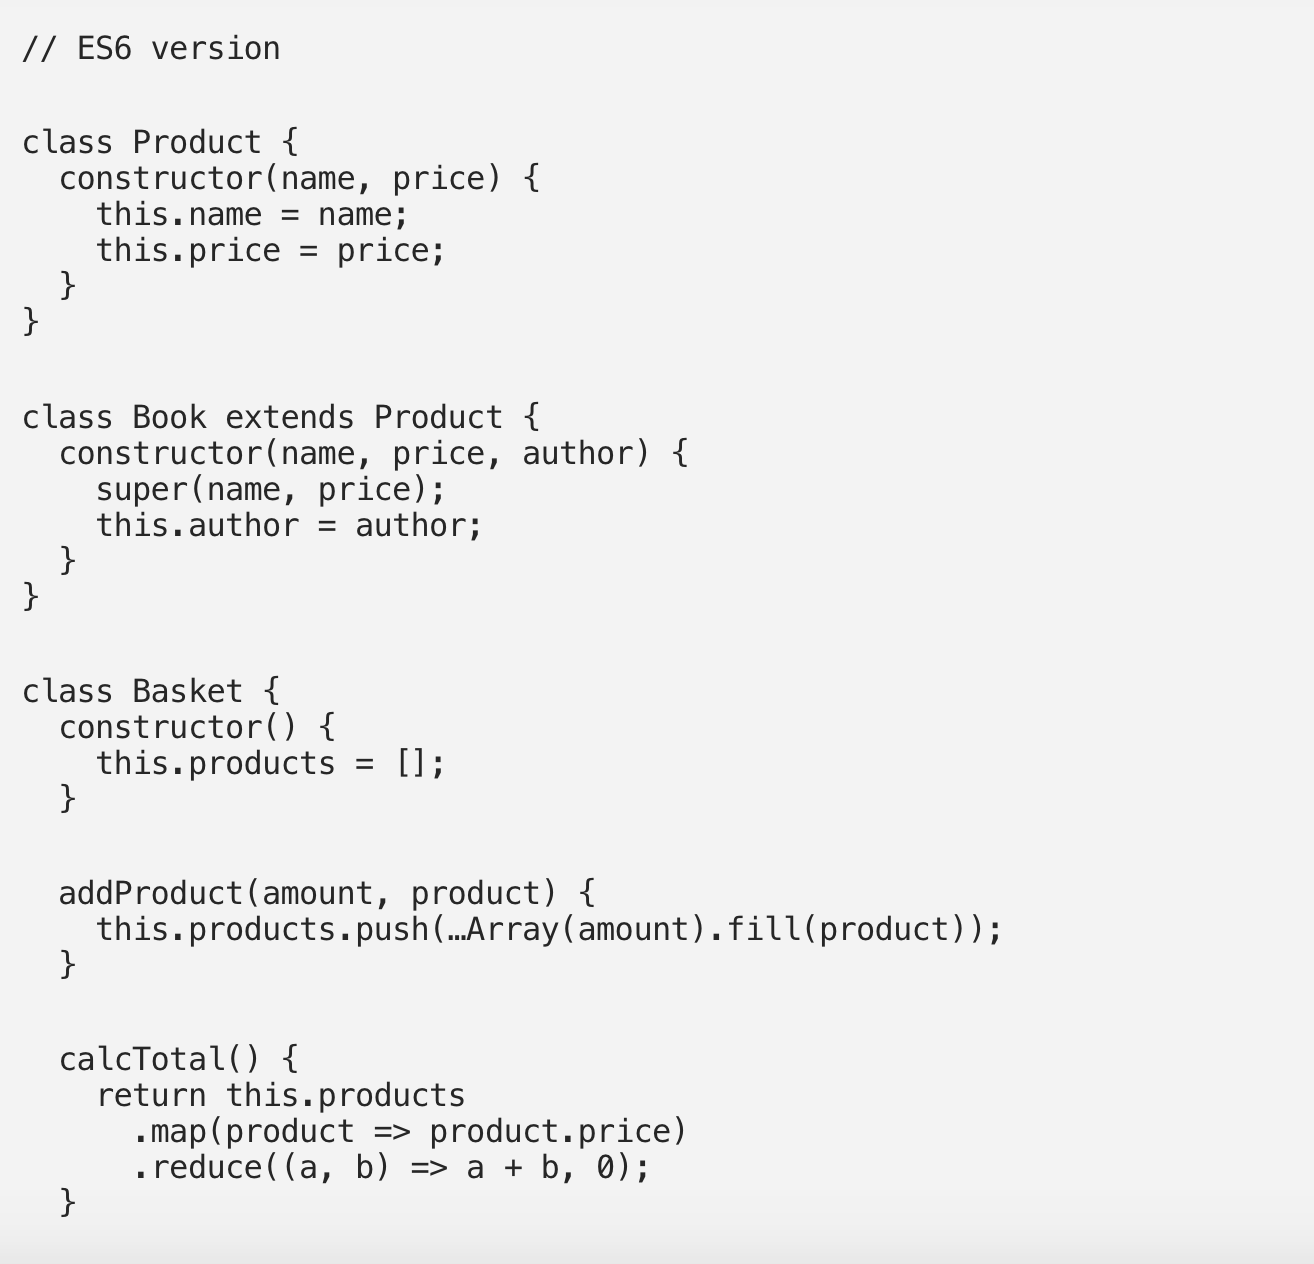 // ES6 version
class Product {
  constructor(name, price) {
    this.name = name;
    this.price = price;
  }
}
class Book extends Product {
  constructor(name, price, author) {
    super(name, price);
    this.author = author;
  }
}
class Basket {
  constructor() {
    this.products = [];
  }
  addProduct(amount, product) {
    this.products.push(…Array(amount).fill(product));
  }
  calcTotal() {
    return this.products
      .map(product => product.price)
      .reduce((a, b) => a + b, 0);
  }